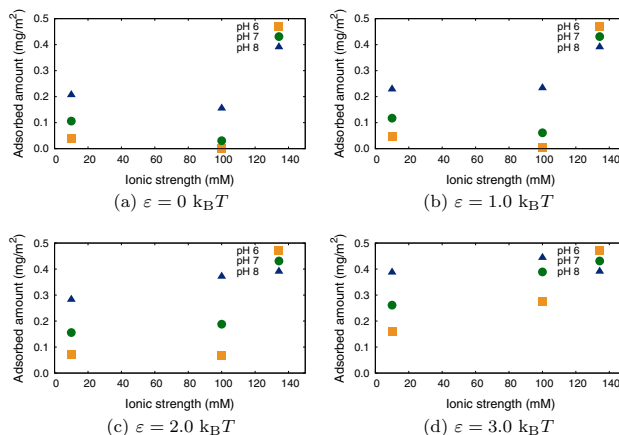 0.5
0.4
0.3
0.2
0.1
0.0
Adsorbed amount (mg/m²)
pH 6
pH 7
pH 8
0 20 40 60 80 100 120 140
Ionic strength (mM)
(a) ε = 0 k_BT
0.5
0.4
0.3
0.2
0.1
0.0
Adsorbed amount (mg/m²)
pH 6
pH 7
pH 8
0 20 40 60 80 100 120 140
Ionic strength (mM)
(b) ε = 1.0 k_BT
0.5
0.4
0.3
0.2
0.1
0.0
Adsorbed amount (mg/m²)
pH 6
pH 7
pH 8
0 20 40 60 80 100 120 140
Ionic strength (mM)
(c) ε = 2.0 k_BT
0.5
0.4
0.3
0.2
0.1
0.0
Adsorbed amount (mg/m²)
pH 6
pH 7
pH 8
0 20 40 60 80 100 120 140
Ionic strength (mM)
(d) ε = 3.0 k_BT